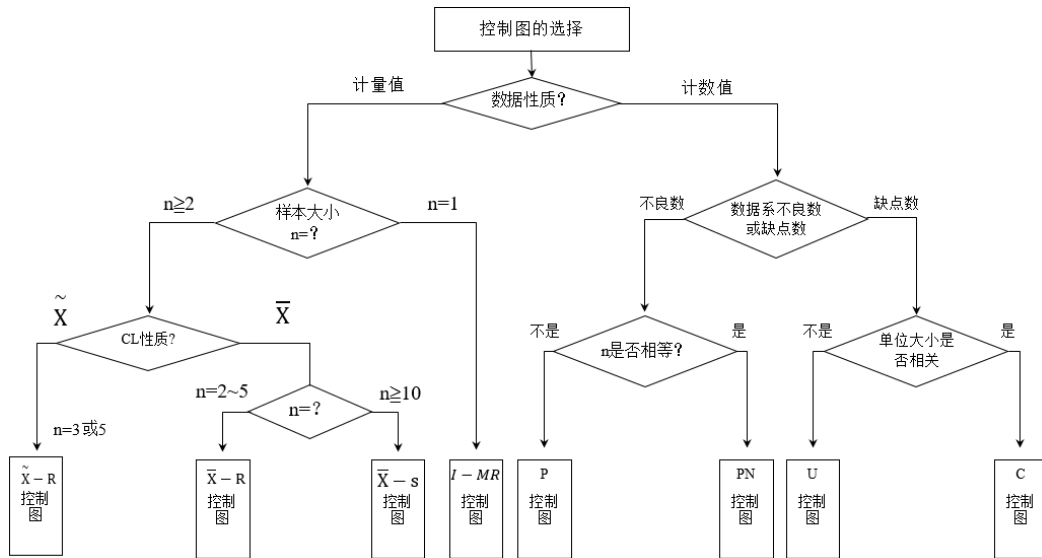 控制图的选择
计量值
数据性质？
计数值
n≧2
样本大小
n=？
n=1
不良数
数据系不良数
或缺点数
缺点数
X̃
CL性质?
X̄
不是
n是否相等？
是
不是
单位大小是
否相关
是
n=2~5
n=？
n≧10
n=3或5
X̃－R
控制
图
X̄－R
控制
图
X̄－s
控制
图
I－MR
控制
图
P
控制
图
PN
控制
图
U
控制
图
C
控制
图